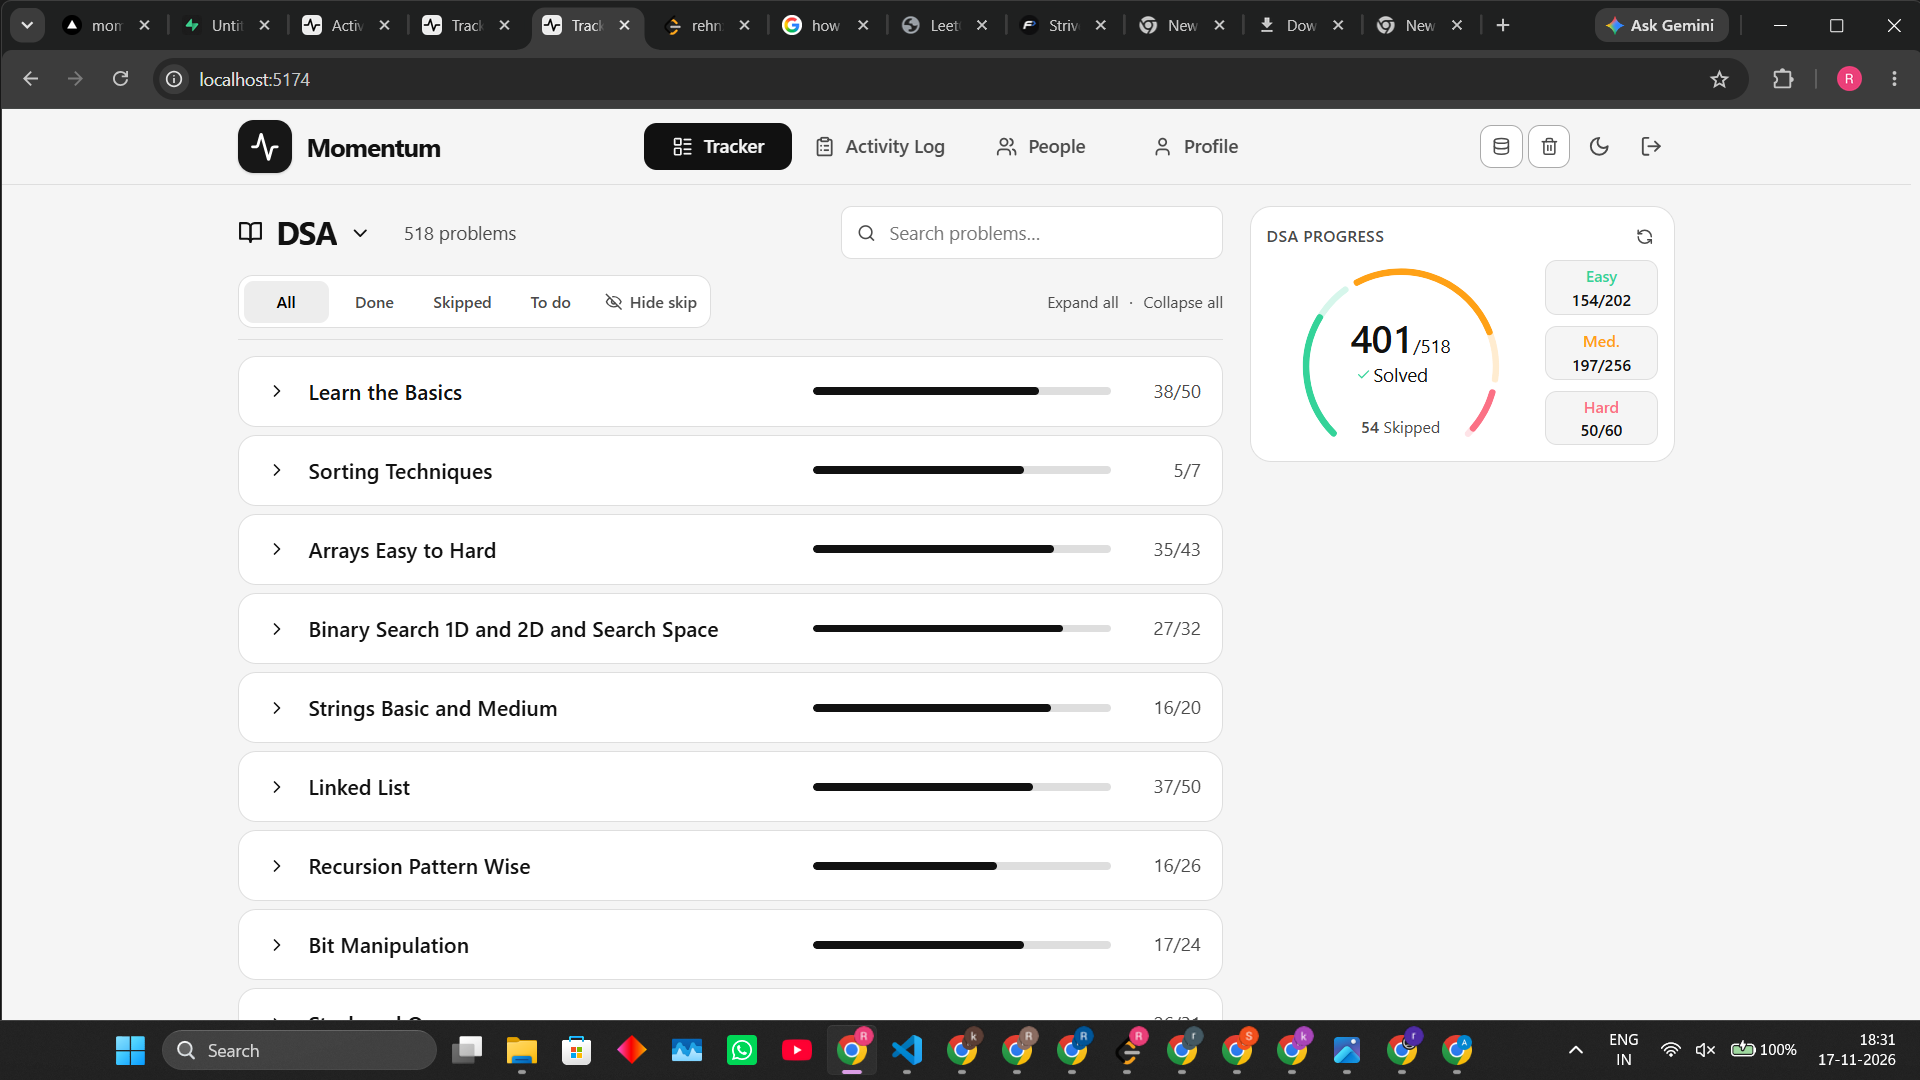 mom
Unti
Activ
Track
Track
rehn
how
Leet
Strive
New
Dow
New
Ask Gemini
localhost:5174
R
Momentum
Tracker
Activity Log
People
Profile
DSA
518 problems
Search problems...
All
Done
Skipped
To do
Hide skip
Expand all · Collapse all
Learn the Basics
38/50
Sorting Techniques
5/7
Arrays Easy to Hard
35/43
Binary Search 1D and 2D and Search Space
27/32
Strings Basic and Medium
16/20
Linked List
37/50
Recursion Pattern Wise
16/26
Bit Manipulation
17/24
DSA PROGRESS
401/518
Solved
54 Skipped
Easy
154/202
Med.
197/256
Hard
50/60
Search
R
k
R
R
R
r
S
k
r
A
ENG
IN
100%
18:31
17-11-2026